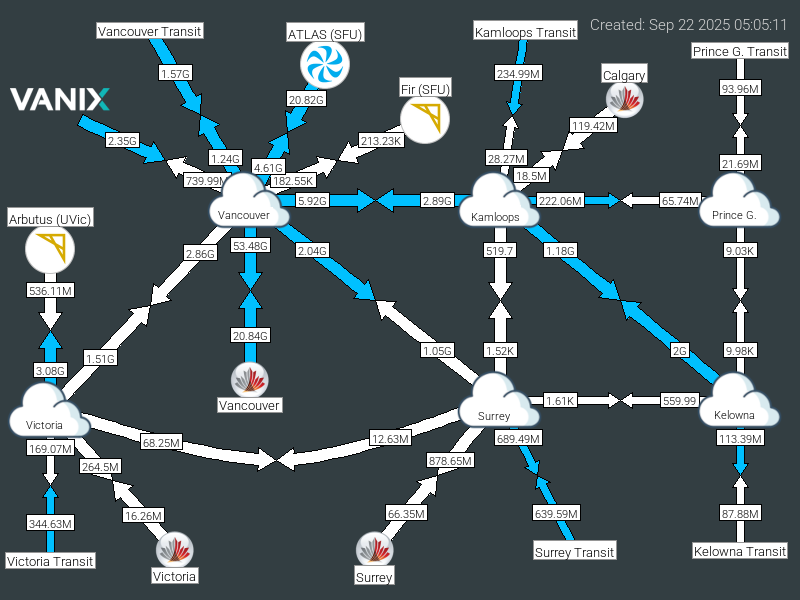 Created: Sep 22 2025 05:05:11
Vancouver Transit
ATLAS (SFU)
Kamloops Transit
Prince G. Transit
1.57G
234.99M
Calgary
VANIX
20.82G
Fir (SFU)
93.96M
119.42M
2.35G
213.23K
1.24G
28.27M
21.69M
739.99M
4.61G
182.55K
18.5M
5.92G
2.89G
222.06M
65.74M
Arbutus (UVic)
Vancouver
Kamloops
Prince G.
2.86G
53.48G
2.04G
519.7
1.18G
9.03K
536.11M
20.84G
1.51G
1.05G
1.52K
2G
9.98K
3.08G
Vancouver
1.61K
559.99
Victoria
Surrey
Kelowna
68.25M
12.63M
689.49M
113.39M
169.07M
264.5M
878.65M
344.63M
16.26M
66.35M
639.59M
87.88M
Victoria Transit
Victoria
Surrey
Surrey Transit
Kelowna Transit